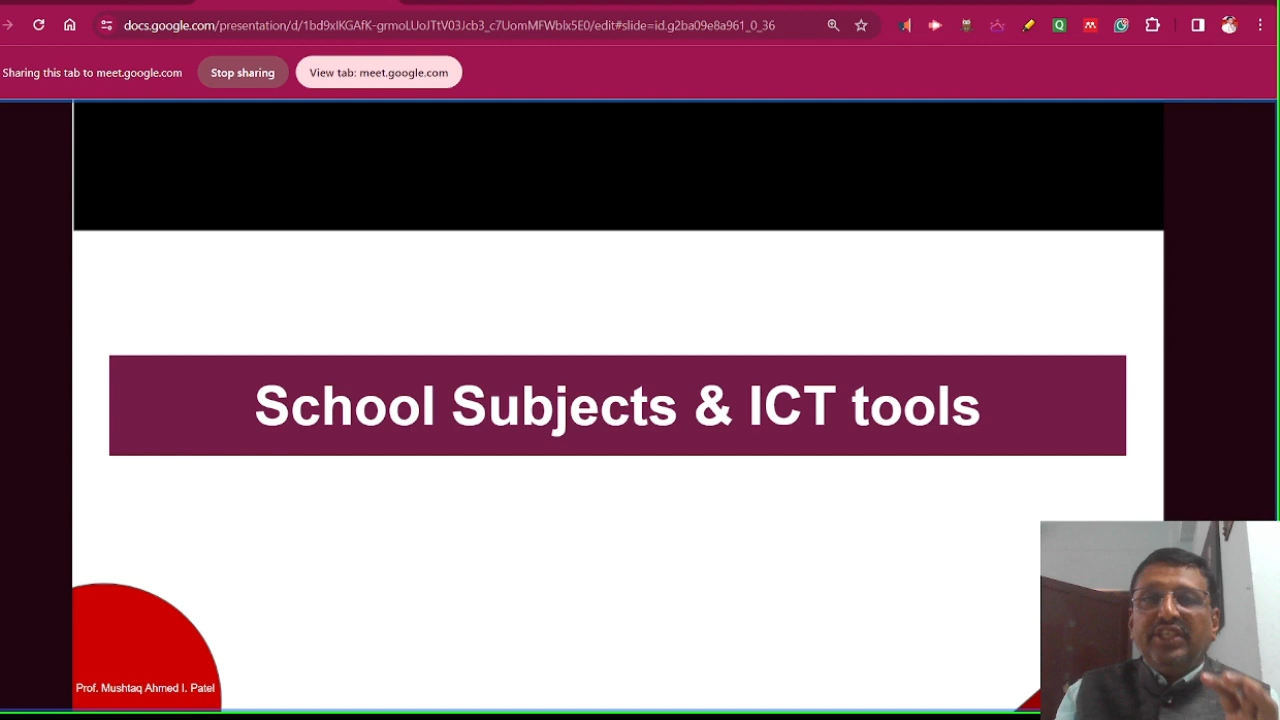 docs.google.com/presentation/d/1bd9xlKGAfK-grmoLUoJTtV03Jcb3_c7UomMFWblx5E0/edit#slide=id.g2ba09e8a961_0_36
Sharing this tab to meet.google.com
Stop sharing
View tab: meet.google.com
School Subjects & ICT tools
Prof. Mushtaq Ahmed I. Patel